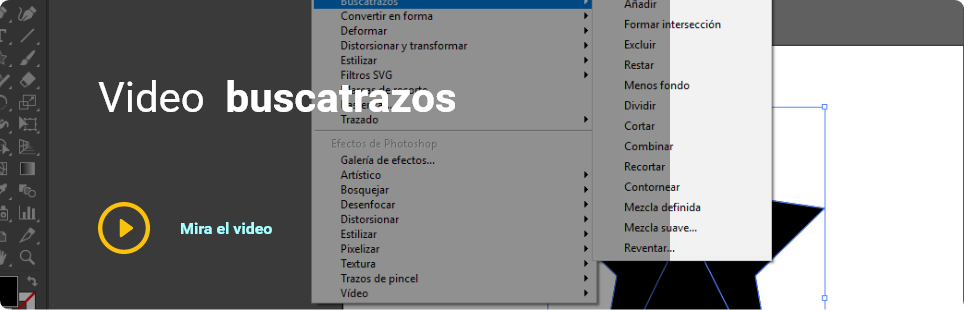 Buscatrazos
Convertir en forma
Deformar
Distorsionar y transformar
Estilizar
Filtros SVG
Trazado
Efectos de Photoshop
Galería de efectos...
Artístico
Bosquejar
Desenfocar
Distorsionar
Estilizar
Pixelizar
Textura
Trazos de pincel
Vídeo
Añadir
Formar intersección
Excluir
Restar
Menos fondo
Dividir
Cortar
Combinar
Recortar
Contornear
Mezcla definida
Mezcla suave...
Reventar...
Video buscatrazos
Mira el video